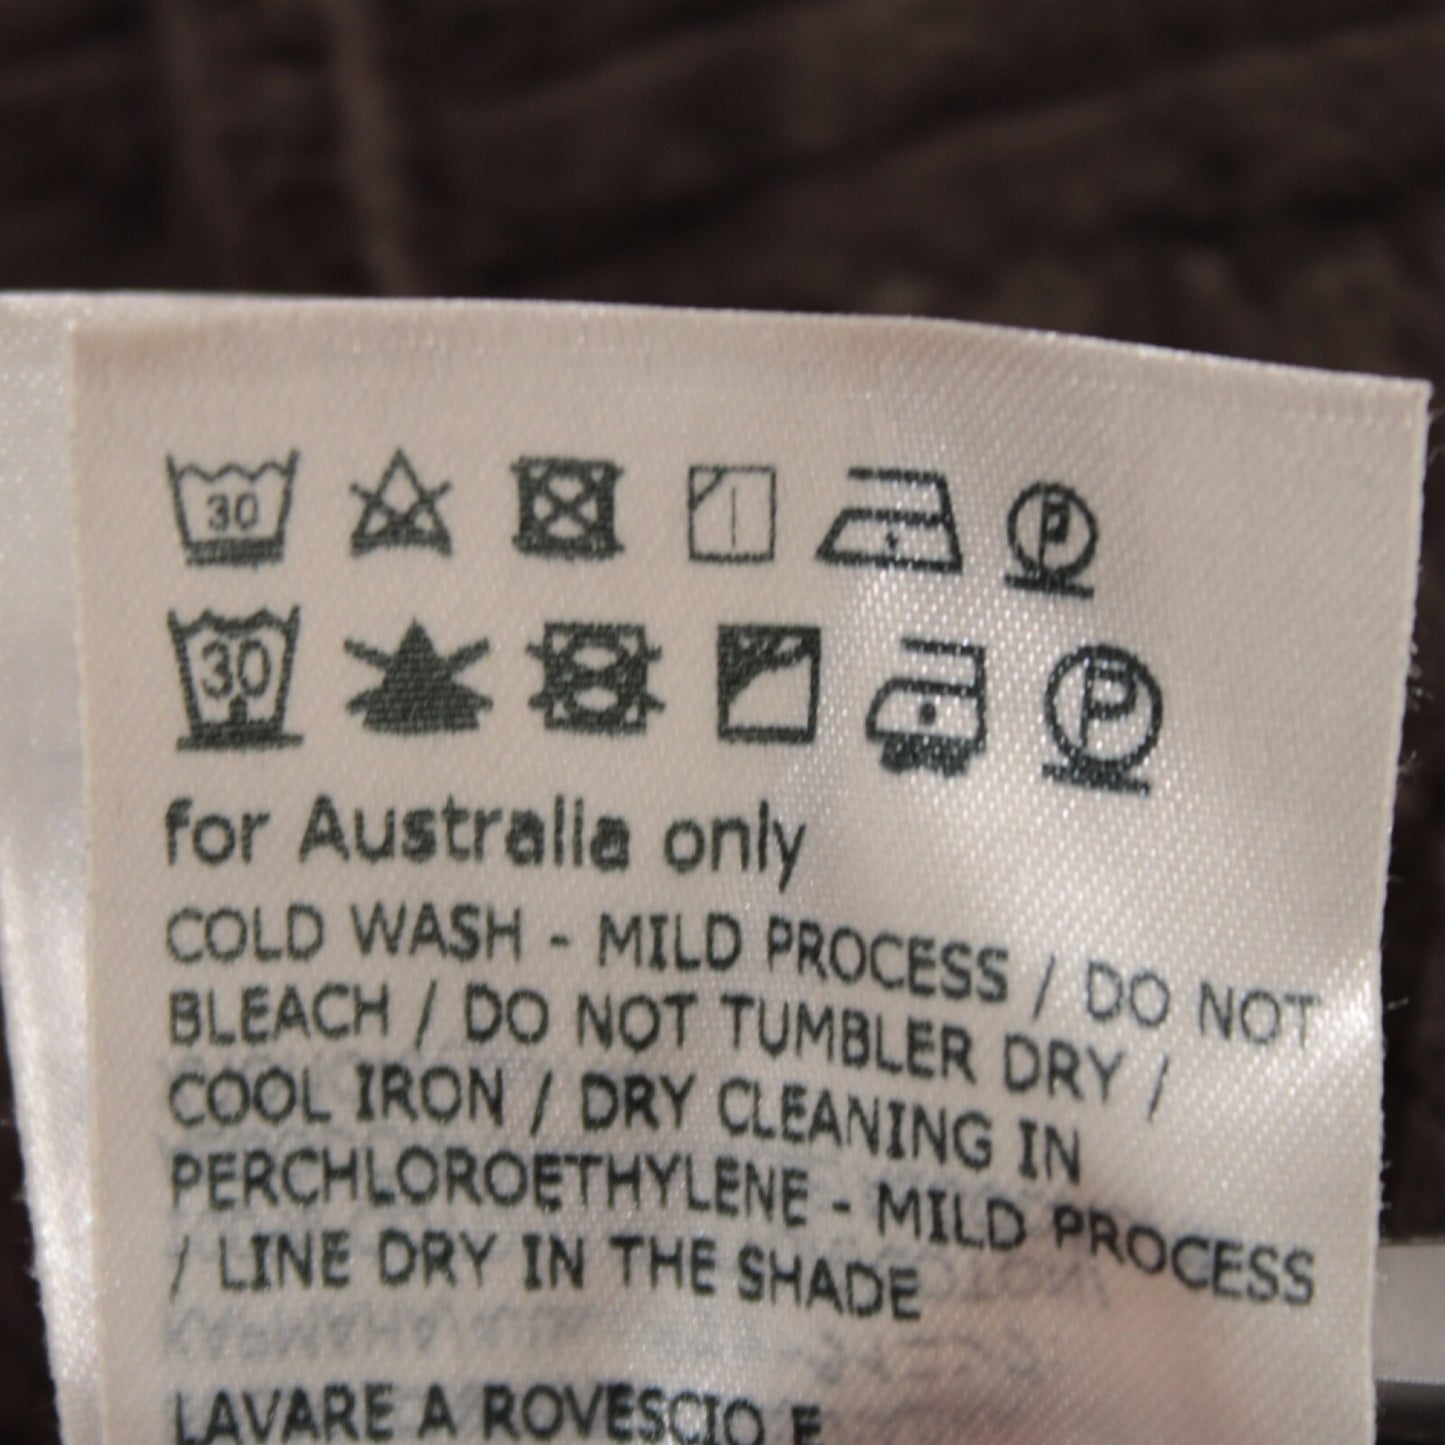 30
P
30
P
for Australia only
COLD WASH - MILD PROCESS / DO NOT
BLEACH / DO NOT TUMBLER DRY /
COOL IRON / DRY CLEANING IN
PERCHLOROETHYLENE - MILD PROCESS
/ LINE DRY IN THE SHADE
LAVARE A ROVESCIO E